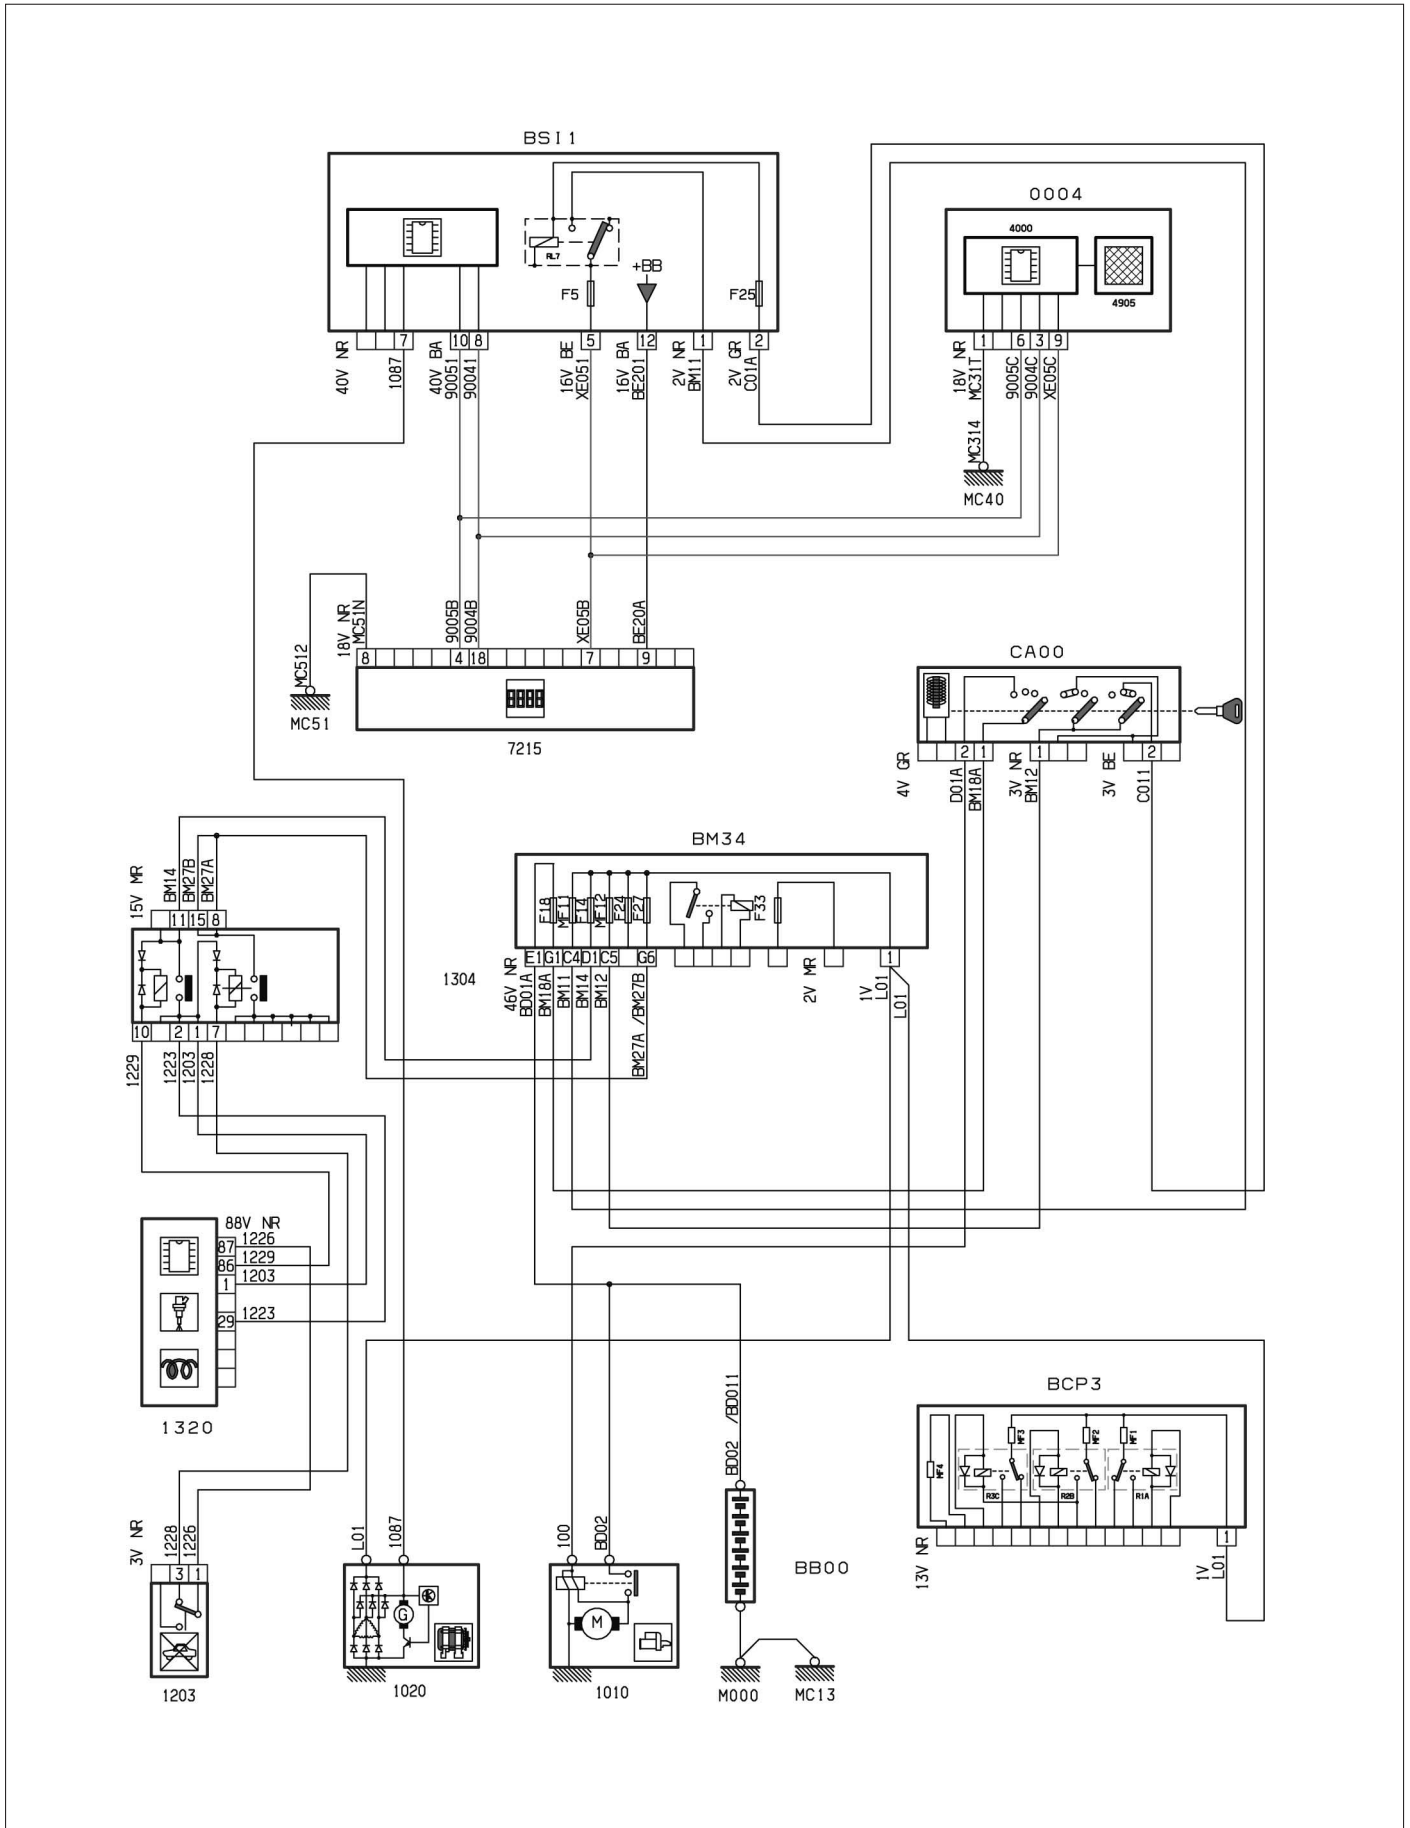 BSI1
RL7
+BB
F5
F25
7
10 8
5
12
1
2
40V NR
1087
40V BA
90051
90041
16V BE
XE051
16V BA
BE201
2V NR
BM11
2V GR
C01A
0004
4000
4905
1
6 3 9
18V NR
MC31T
9005C
9004C
XE05C
MC314
MC40
MC512
MC51
18V NR
MC51N
9005B
9004B
XE05B
BE20A
8
4 18
7
9
7215
CA00
2 1
1
2
4V GR
D01A
BM18A
3V NR
BM12
3V BE
C011
BM34
F18
MF11
F14
MF12
F24
F27
F33
E1 G1 C4 D1 C5
G6
1
46V NR
BD01A
BM18A
BM11
BM14
BM12
BM27A /BM27B
2V MR
1V
L01
L01
15V MR
BM14
BM27B
BM27A
11 15 8
1304
10
2 1 7
1229
1223
1203
1228
88V NR
87
1226
86
1229
1
1203
29
1223
1320
3V NR
1228
1226
3 1
1203
L01
1087
G
1020
100
BD02
M
1010
BD02 /BD011
BB00
M000
MC13
BCP3
MF4
MF3
MF2
MF1
R3C
R2B
R1A
1
13V NR
1V
L01